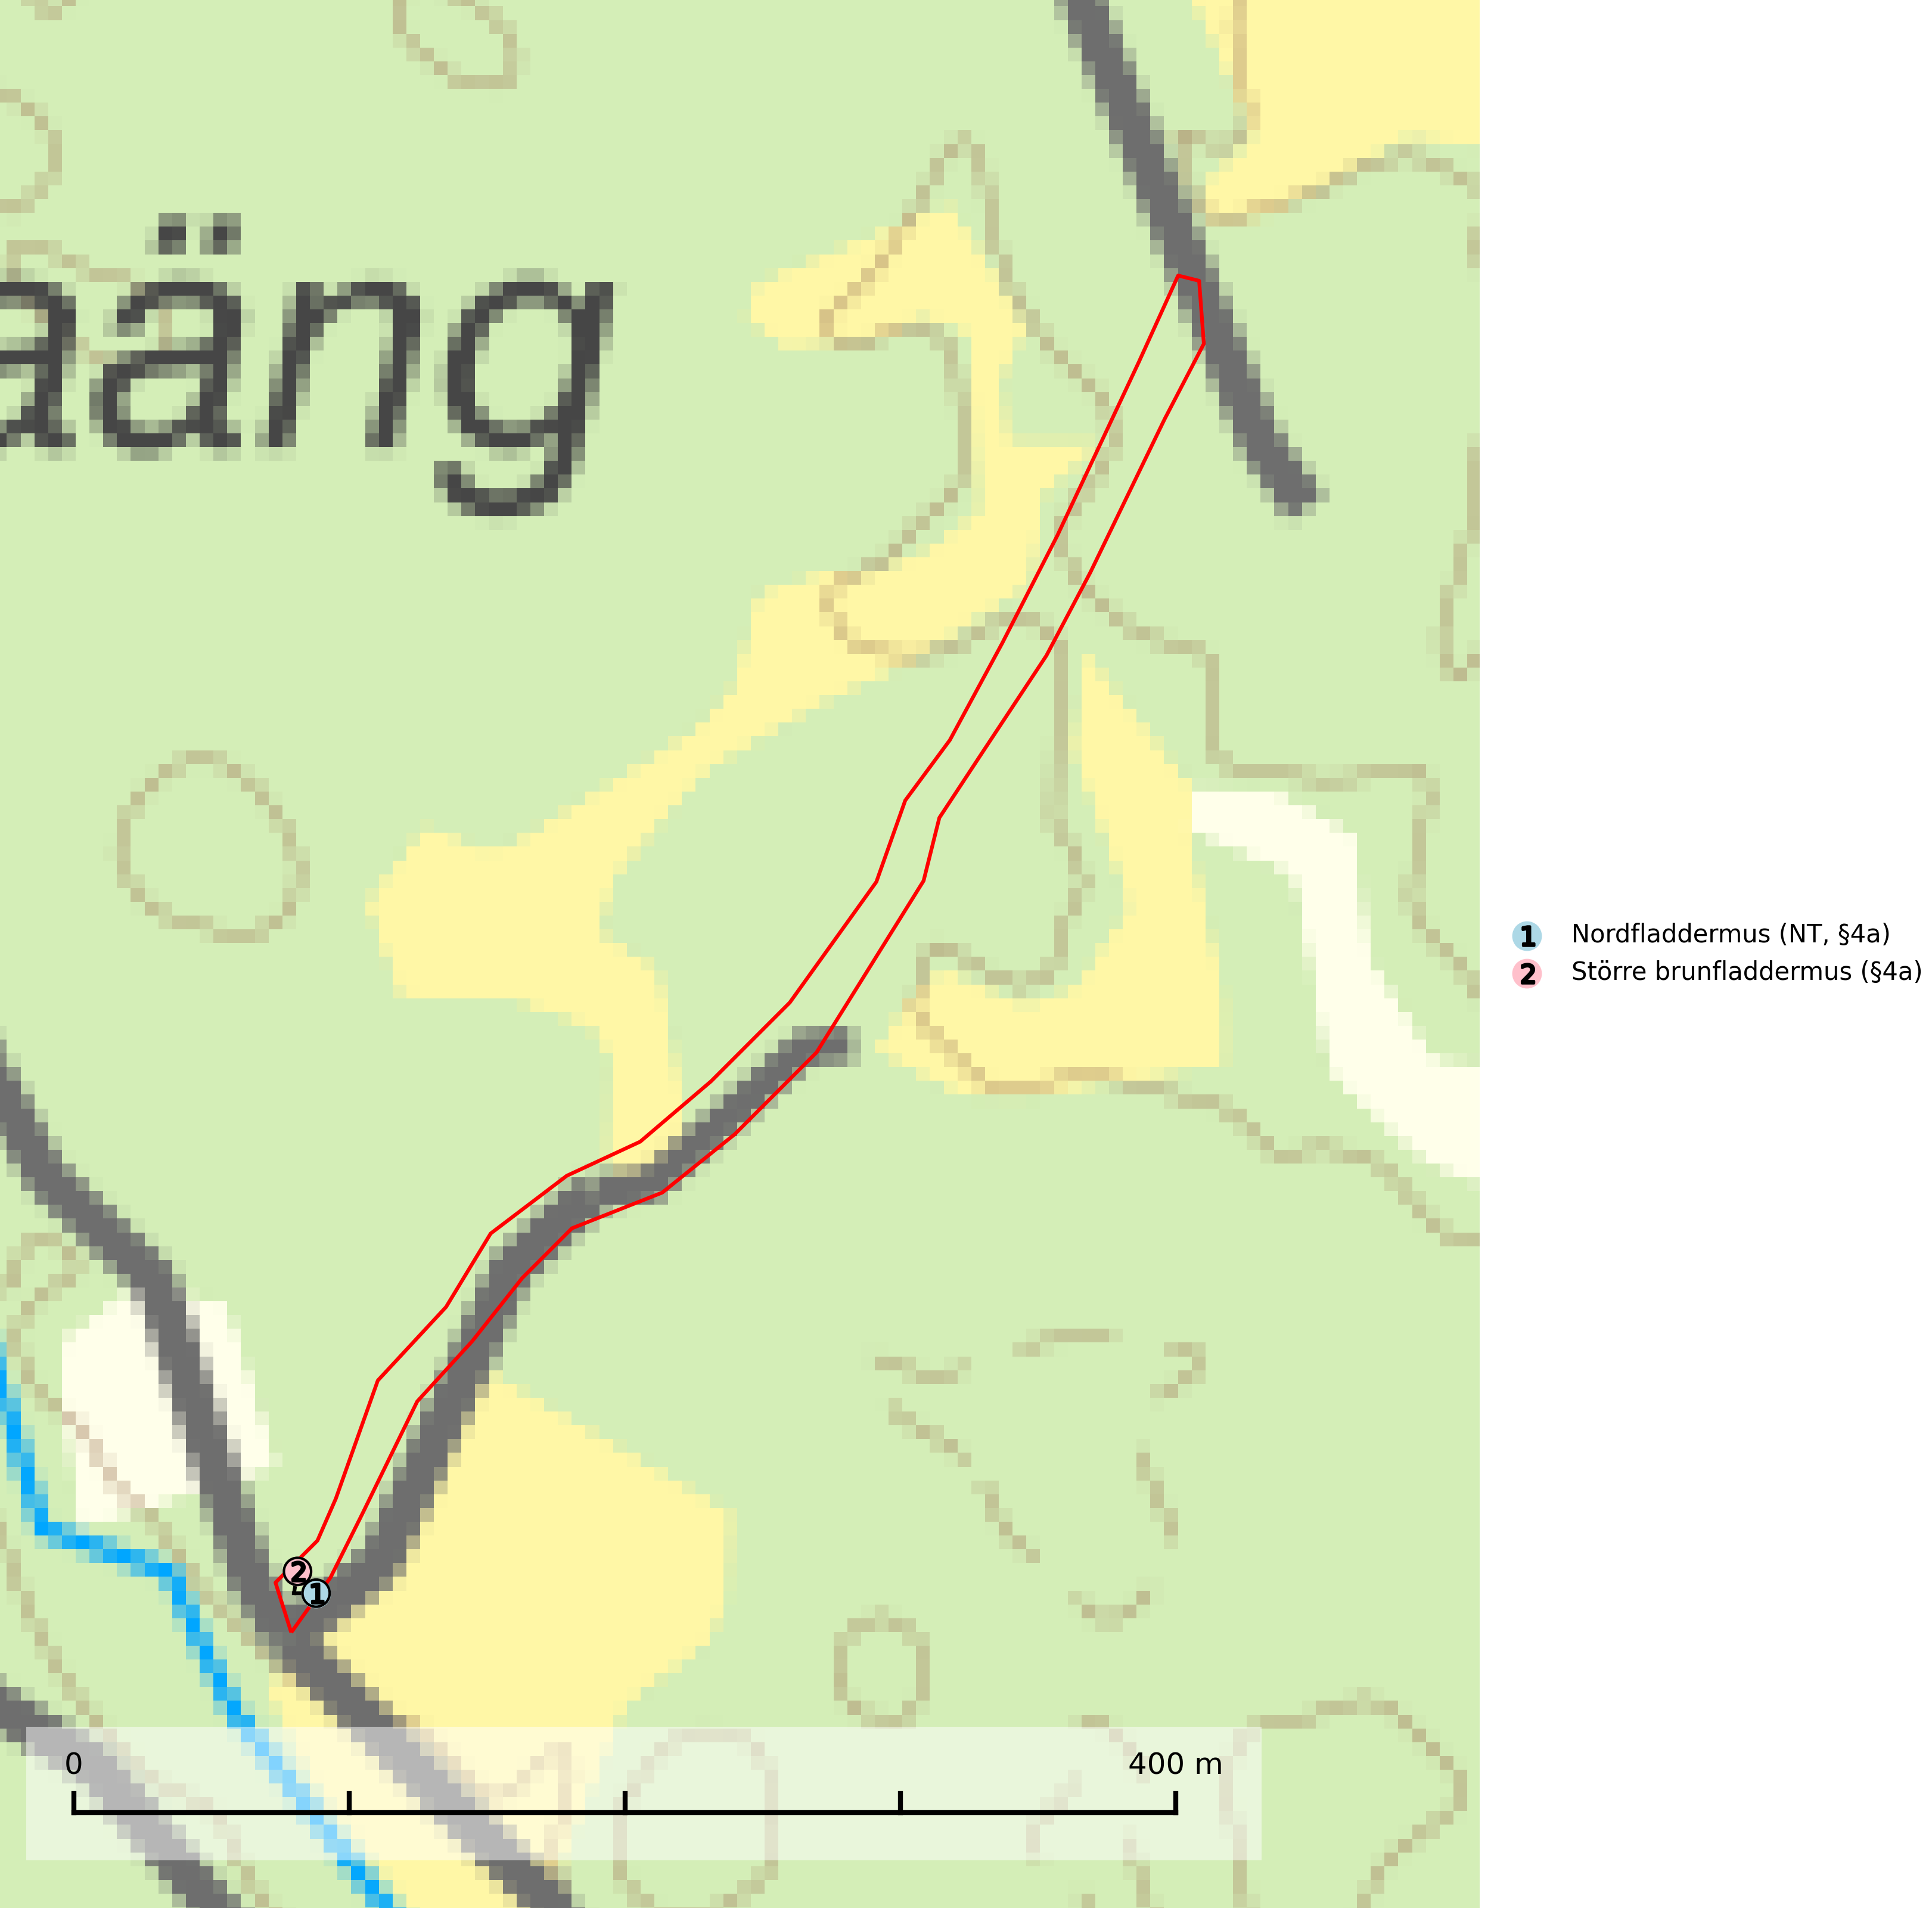 aäng
1 Nordfladdermus (NT, §4a)
2 Större brunfladdermus (§4a)
2
1
0 400 m